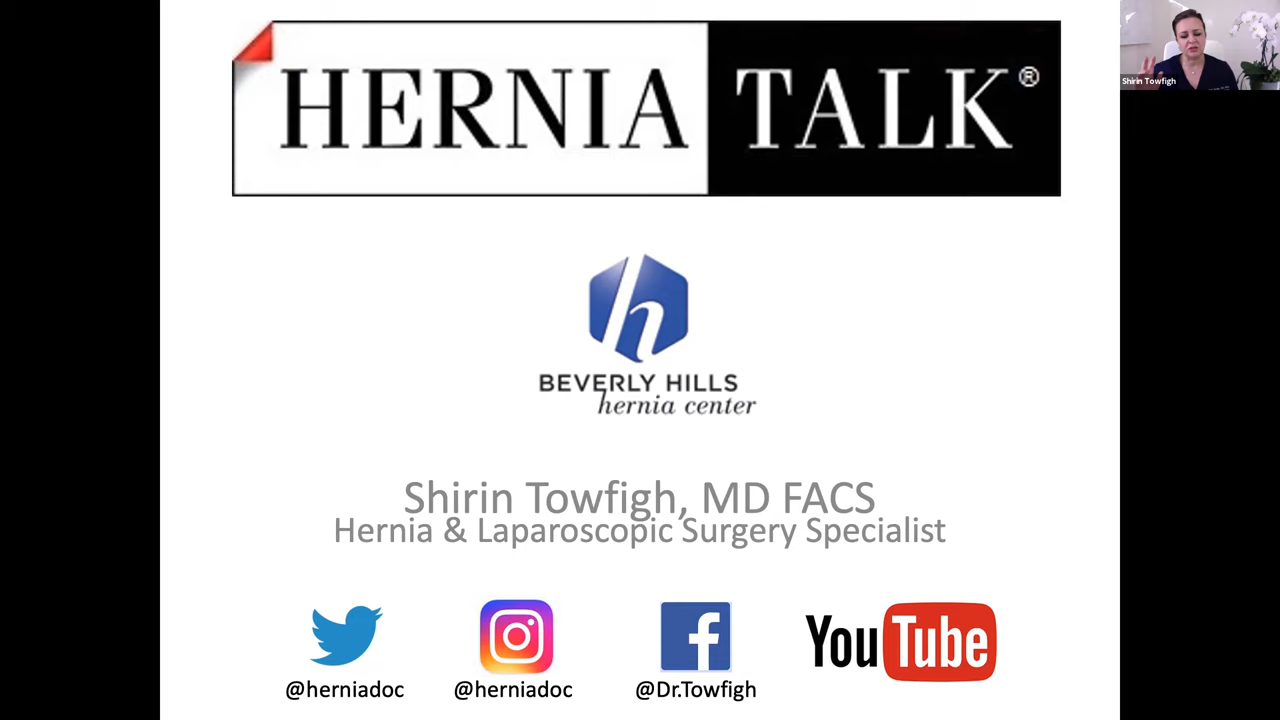 HERNIA TALK®
Shirin Towfigh
h
BEVERLY HILLS
hernia center
Shirin Towfigh, MD FACS
Hernia & Laparoscopic Surgery Specialist
f
YouTube
@herniadoc @herniadoc @Dr.Towfigh